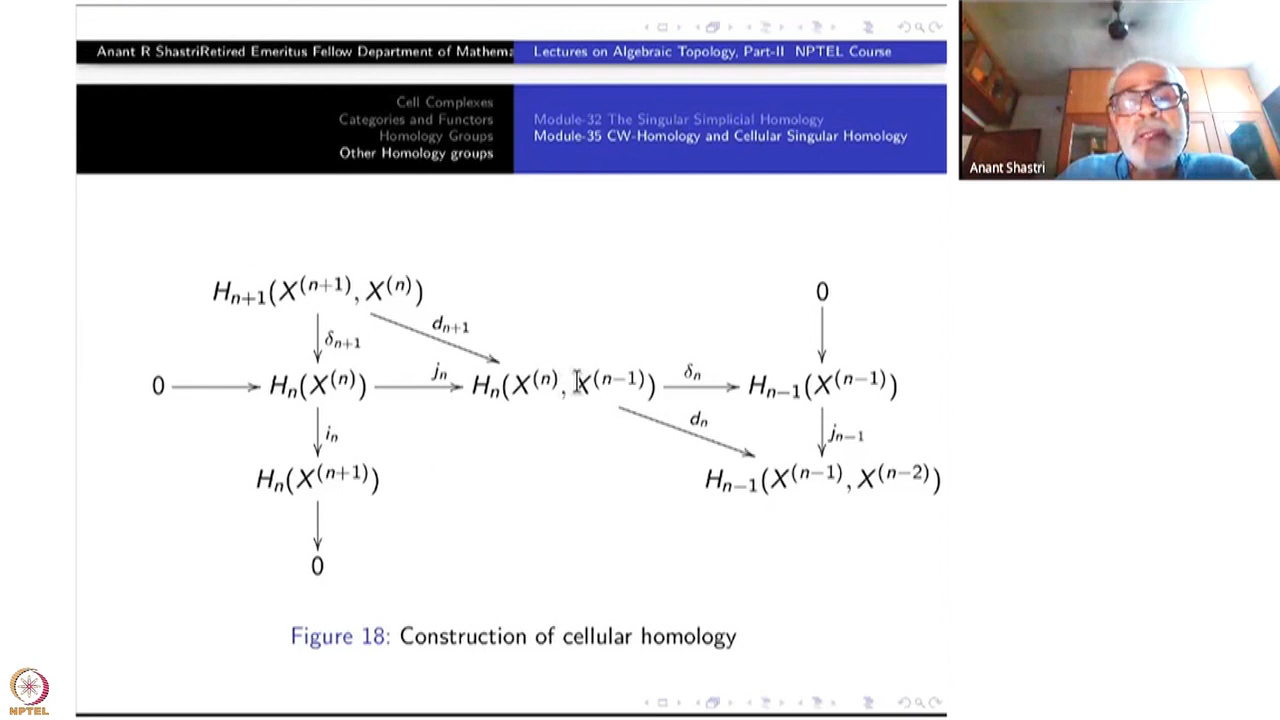 Anant R ShastriRetired Emeritus Fellow Department of Mathema
Lectures on Algebraic Topology, Part-II NPTEL Course
Cell Complexes
Categories and Functors
Homology Groups
Other Homology groups
Module-32 The Singular Simplicial Homology
Module-35 CW-Homology and Cellular Singular Homology
Anant Shastri
H_{n+1}(X^{(n+1)}, X^{(n)})
0
d_{n+1}
δ_{n+1}
0
H_n(X^{(n)})
j_n
H_n(X^{(n)}, X^{(n−1)})
δ_n
H_{n−1}(X^{(n−1)})
i_n
d_n
j_{n−1}
H_n(X^{(n+1)})
H_{n−1}(X^{(n−1)}, X^{(n−2)})
0
Figure 18: Construction of cellular homology
NPTEL